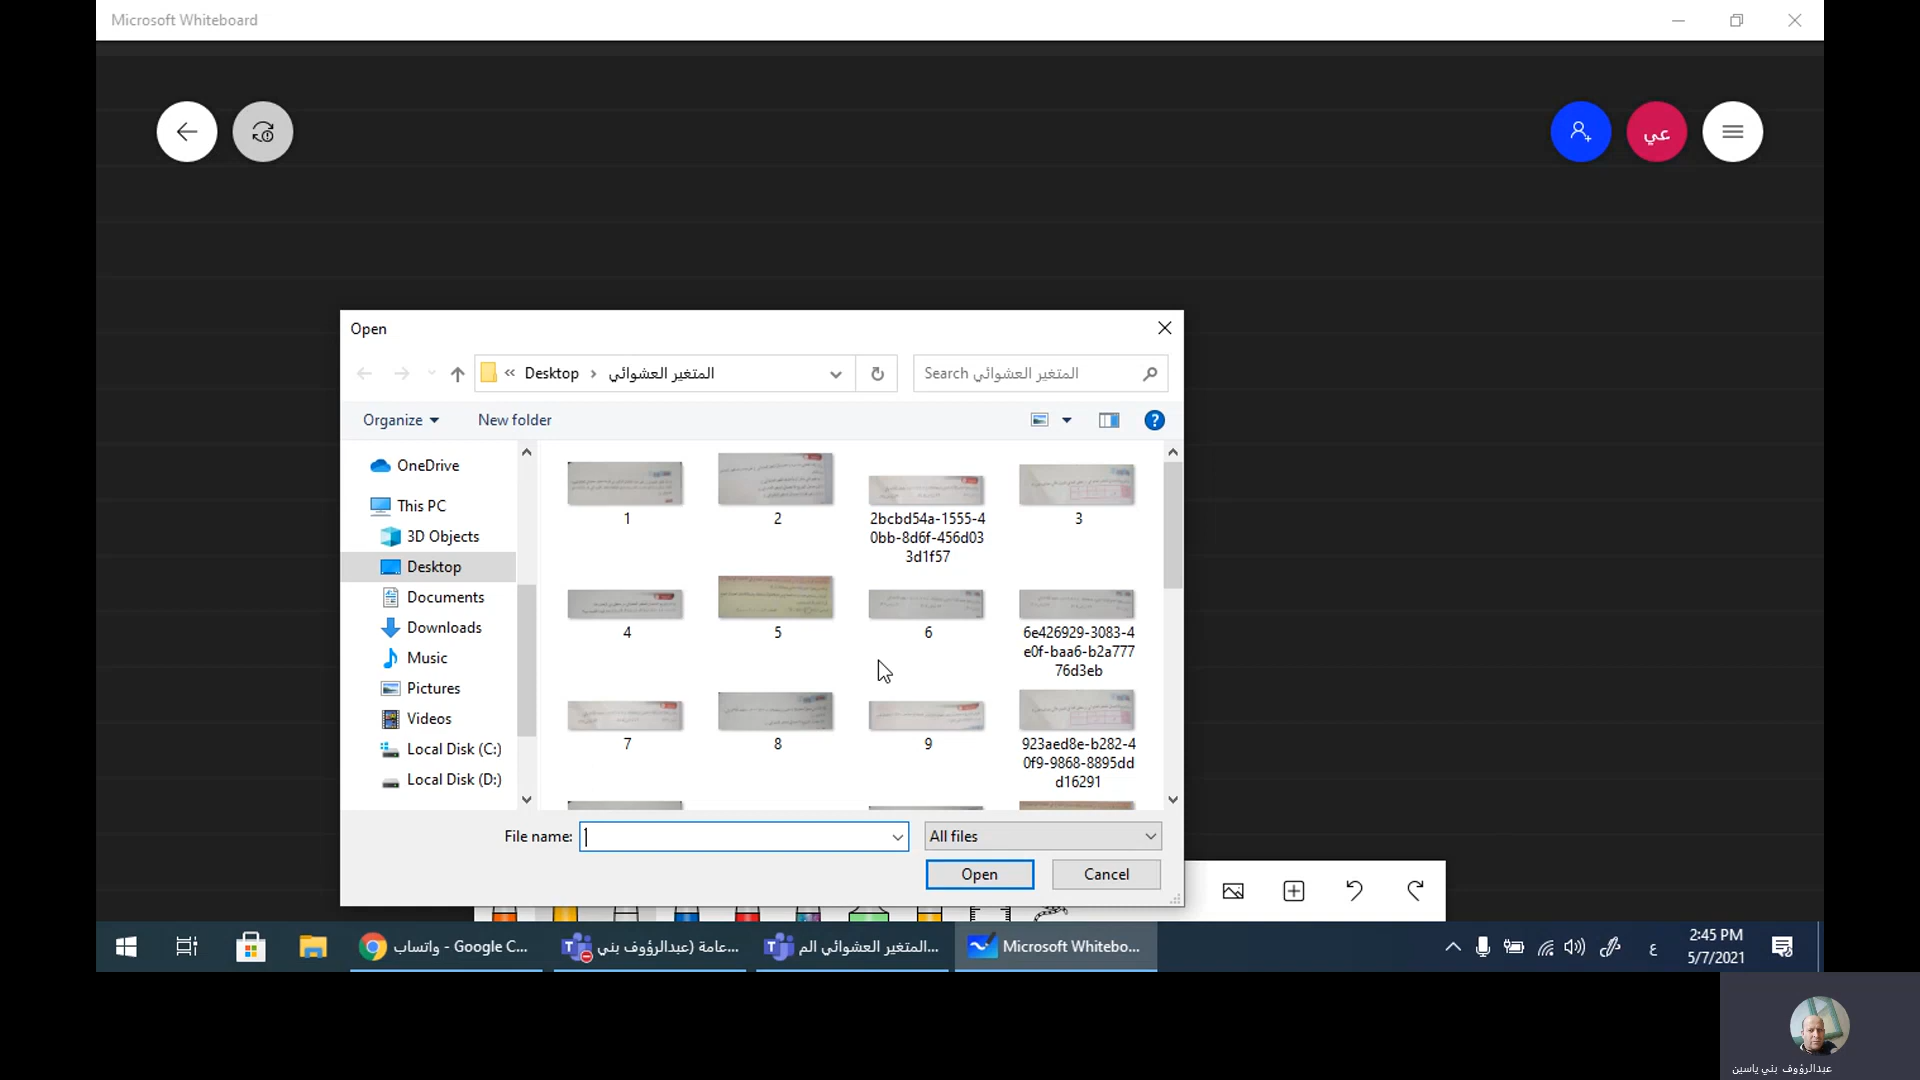 Microsoft Whiteboard
عي
Open
« Desktop › المتغير العشوائي
Search المتغير العشوائي
Organize
New folder
OneDrive
This PC
3D Objects
Desktop
Documents
Downloads
Music
Pictures
Videos
Local Disk (C:)
Local Disk (D:)
1
2
2bcbd54a-1555-4
0bb-8d6f-456d03
3d1f57
3
4
5
6
6e426929-3083-4
e0f-baa6-b2a777
76d3eb
7
8
9
923aed8e-b282-4
0f9-9868-8895dd
d16291
File name:
All files
Open
Cancel
واتساب - Google C...
عامة (عبدالرؤوف بني...
المتغير العشوائي الم...
Microsoft Whitebo...
ع
2:45 PM
5/7/2021
عبدالرؤوف بني ياسين